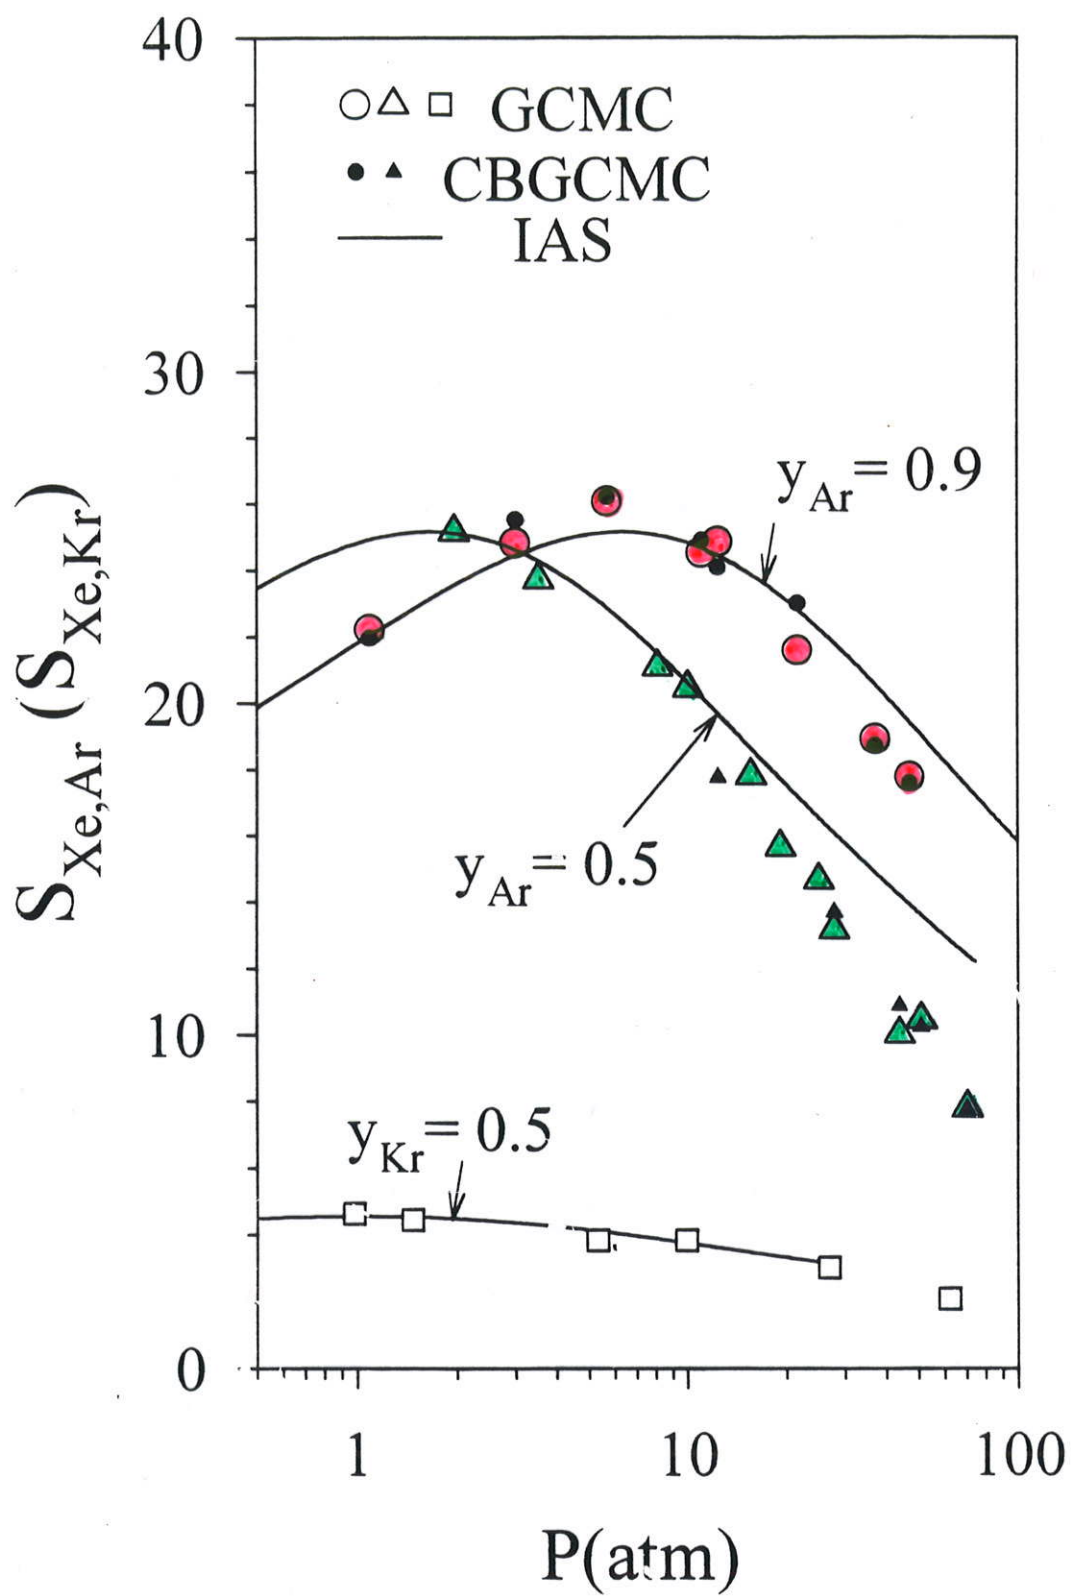 40
GCMC
CBGCMC
IAS
30
y_Ar = 0.9
20
y_Ar = 0.5
10
y_Kr = 0.5
0
1 10 100
P(atm)
S_Xe,Ar (S_Xe,Kr)